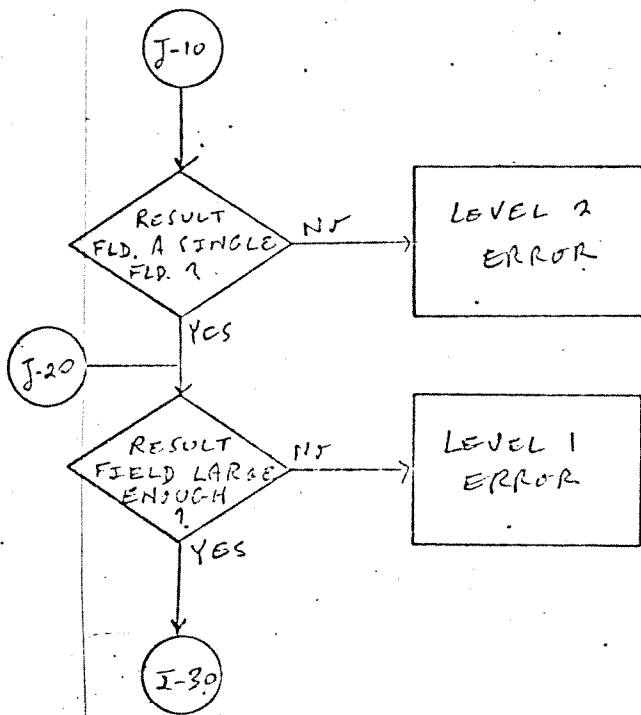 J-10
RESULT
FLD. A SINGLE
FLD. ?
NO
LEVEL 2
ERROR
YES
J-20
RESULT
FIELD LARGE
ENOUGH
?
NO
LEVEL 1
ERROR
YES
I-30